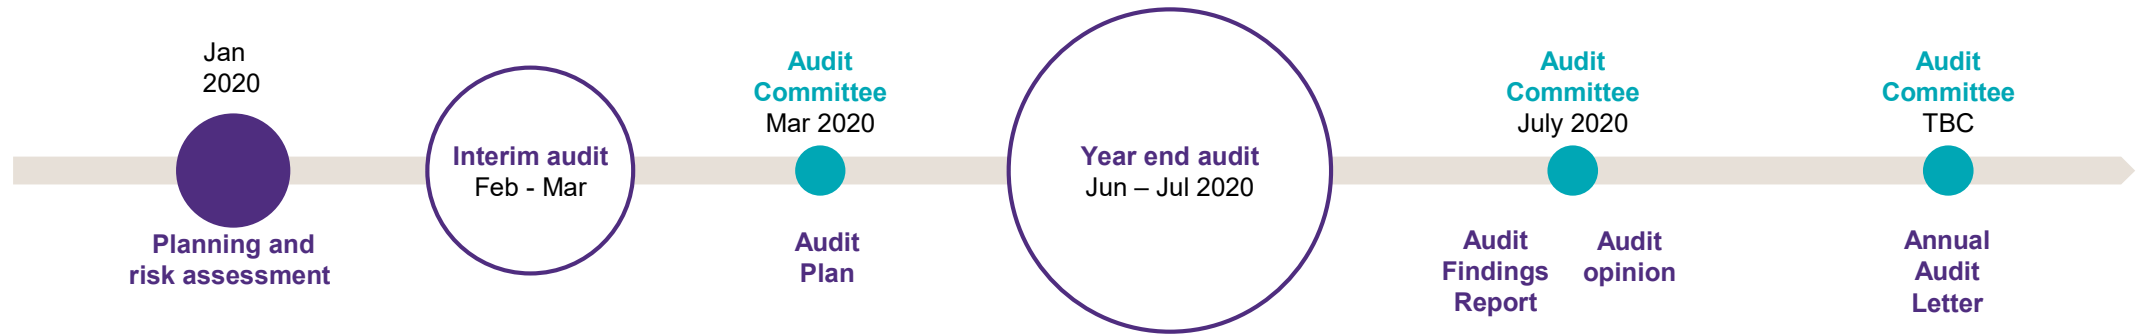 Jan
2020
Planning and
risk assessment
Interim audit
Feb - Mar
Audit
Committee
Mar 2020
Audit
Plan
Year end audit
Jun – Jul 2020
Audit
Committee
July 2020
Audit
Findings
Report
Audit
opinion
Audit
Committee
TBC
Annual
Audit
Letter